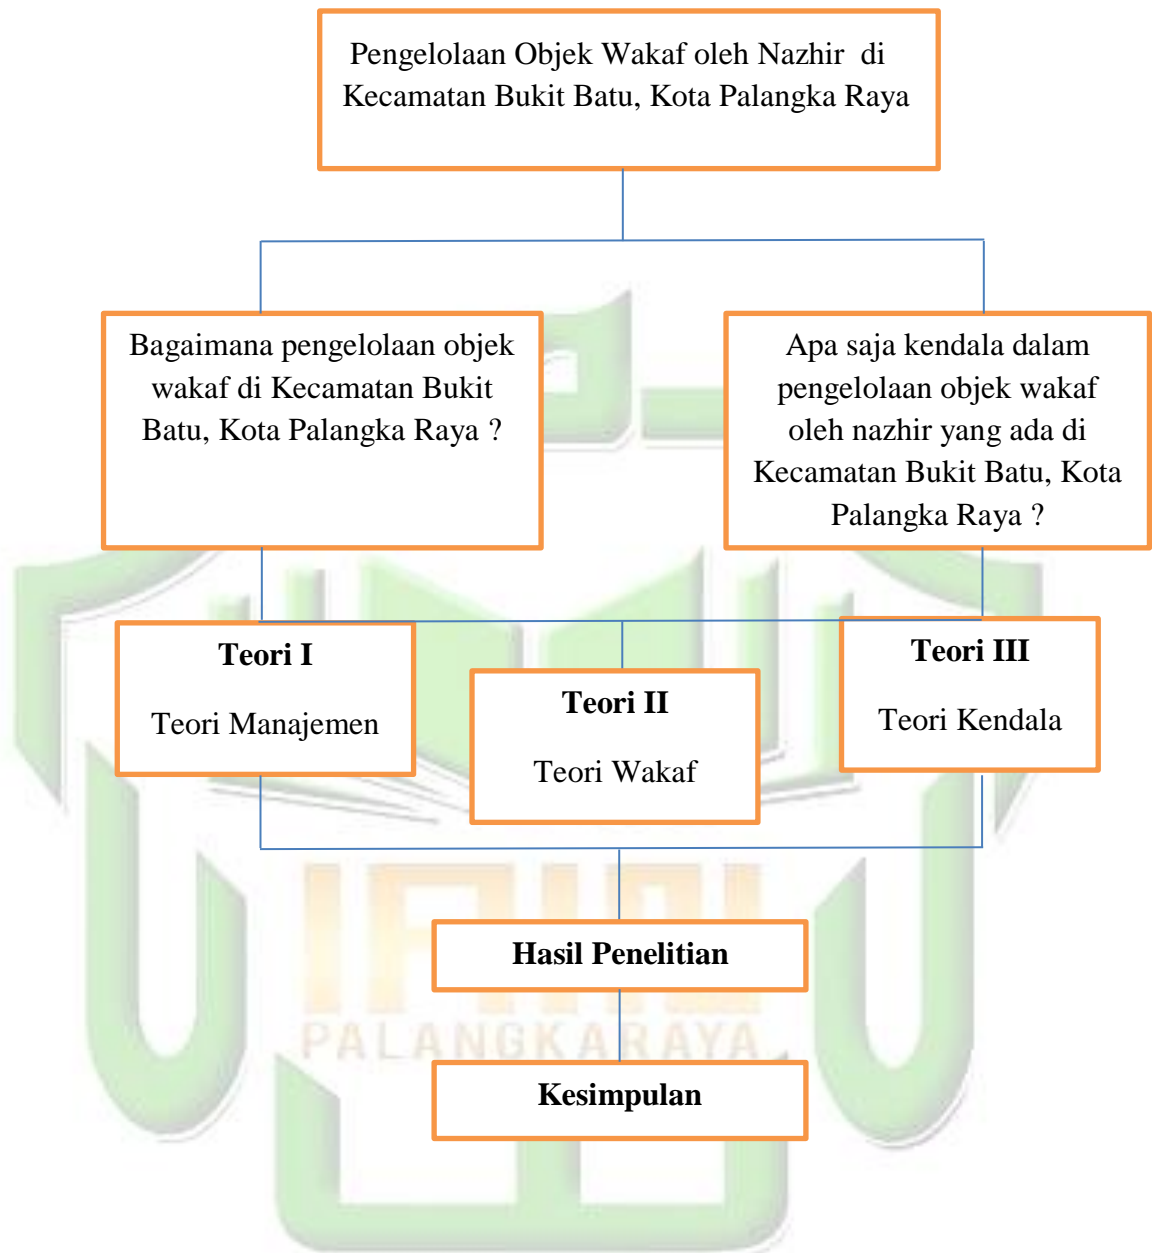 Pengelolaan Objek Wakaf oleh Nazhir di
Kecamatan Bukit Batu, Kota Palangka Raya
Bagaimana pengelolaan objek
wakaf di Kecamatan Bukit
Batu, Kota Palangka Raya ?
Apa saja kendala dalam
pengelolaan objek wakaf
oleh nazhir yang ada di
Kecamatan Bukit Batu, Kota
Palangka Raya ?
Teori I
Teori Manajemen
Teori II
Teori Wakaf
Teori III
Teori Kendala
Hasil Penelitian
IAIN
PALANGKARAYA
Kesimpulan